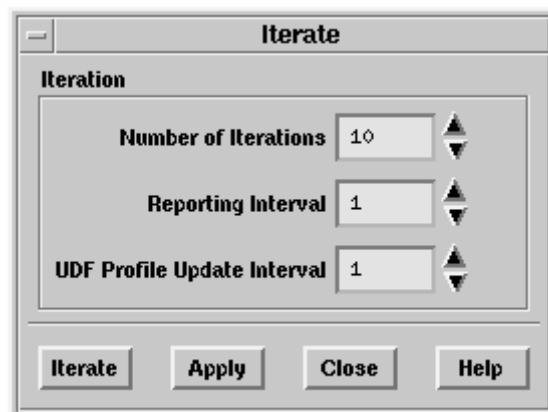 Iterate
Iteration
Number of Iterations 10
Reporting Interval 1
UDF Profile Update Interval 1
Iterate Apply Close Help